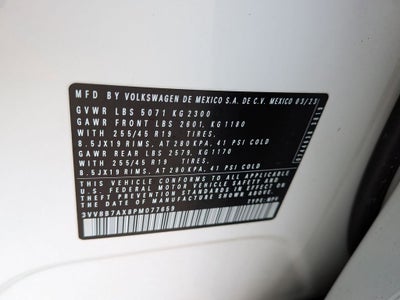 MFD BY VOLKSWAGEN DE MEXICO S.A. DE C.V. MEXICO 03/23
GVWR LBS 5071 KG 2300
GAWR FRONT LBS 2601, KG 1180
WITH 255/45 R19 TIRES,
8.5JX19 RIMS, AT 280 KPA, 41 PSI COLD
GAWR REAR LBS 2579, KG 1170
WITH 255/45 R19 TIRES,
8.5JX19 RIMS, AT 280 KPA, 41 PSI COLD
THIS VEHICLE CONFORMS TO ALL APPLICABLE
U.S. FEDERAL MOTOR VEHICLE SAFETY AND
THEFT PREVENTION STANDARDS IN EFFECT ON
THE DATE OF MANUFACTURE SHOWN ABOVE.
TYPE: MPV